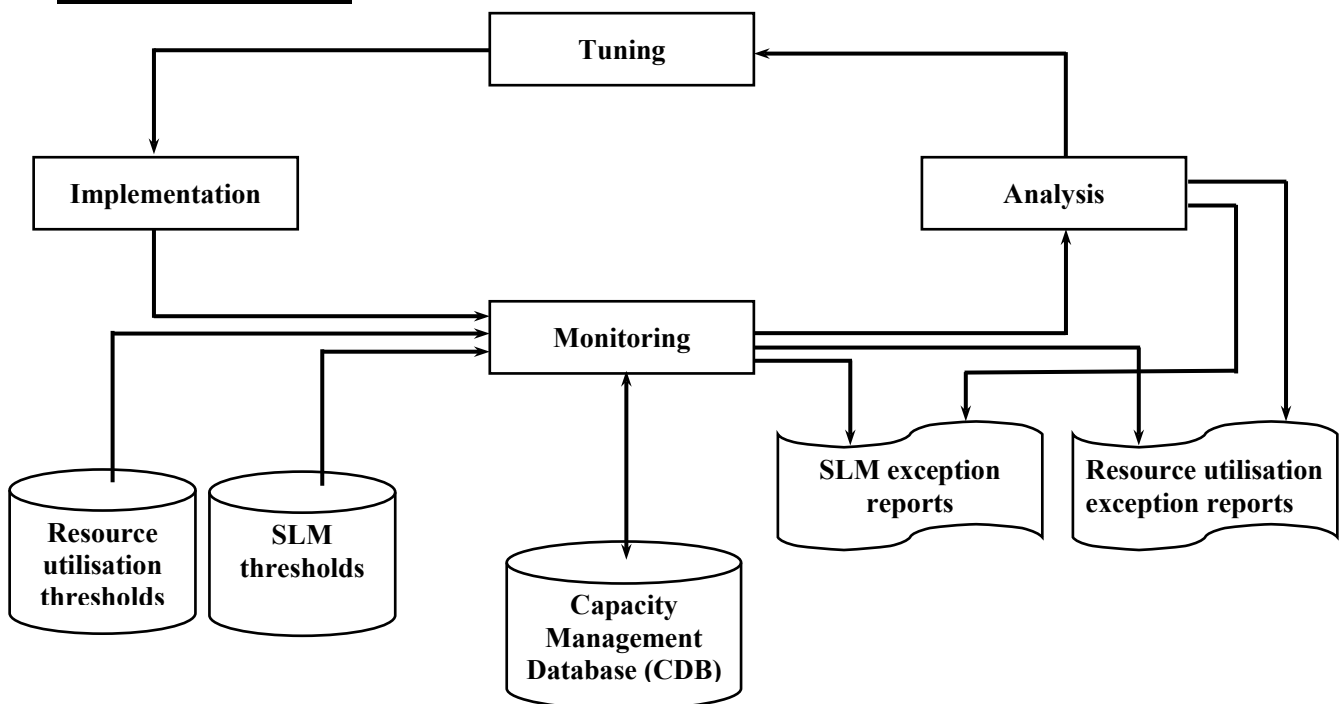 Tuning
Implementation
Analysis
Monitoring
SLM exception
reports
Resource utilisation
exception reports
Resource
utilisation
thresholds
SLM
thresholds
Capacity
Management
Database (CDB)